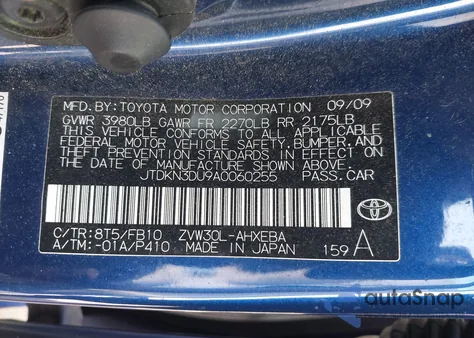 MFD.BY:TOYOTA MOTOR CORPORATION 09/09
GVWR 3980LB GAWR FR 2270LB RR 2175LB
THIS VEHICLE CONFORMS TO ALL APPLICABLE
FEDERAL MOTOR VEHICLE SAFETY, BUMPER,
AND THEFT PREVENTION STANDARDS IN EFFECT
ON THE DATE OF MANUFACTURE SHOWN ABOVE.
JTDKN3DU9A0060255 PASS.CAR
C/TR:8T5/FB10 ZVW30L-AHXEBA
A/TM:-01A/P410 MADE IN JAPAN 159 A
TOYOTA
autoSnap